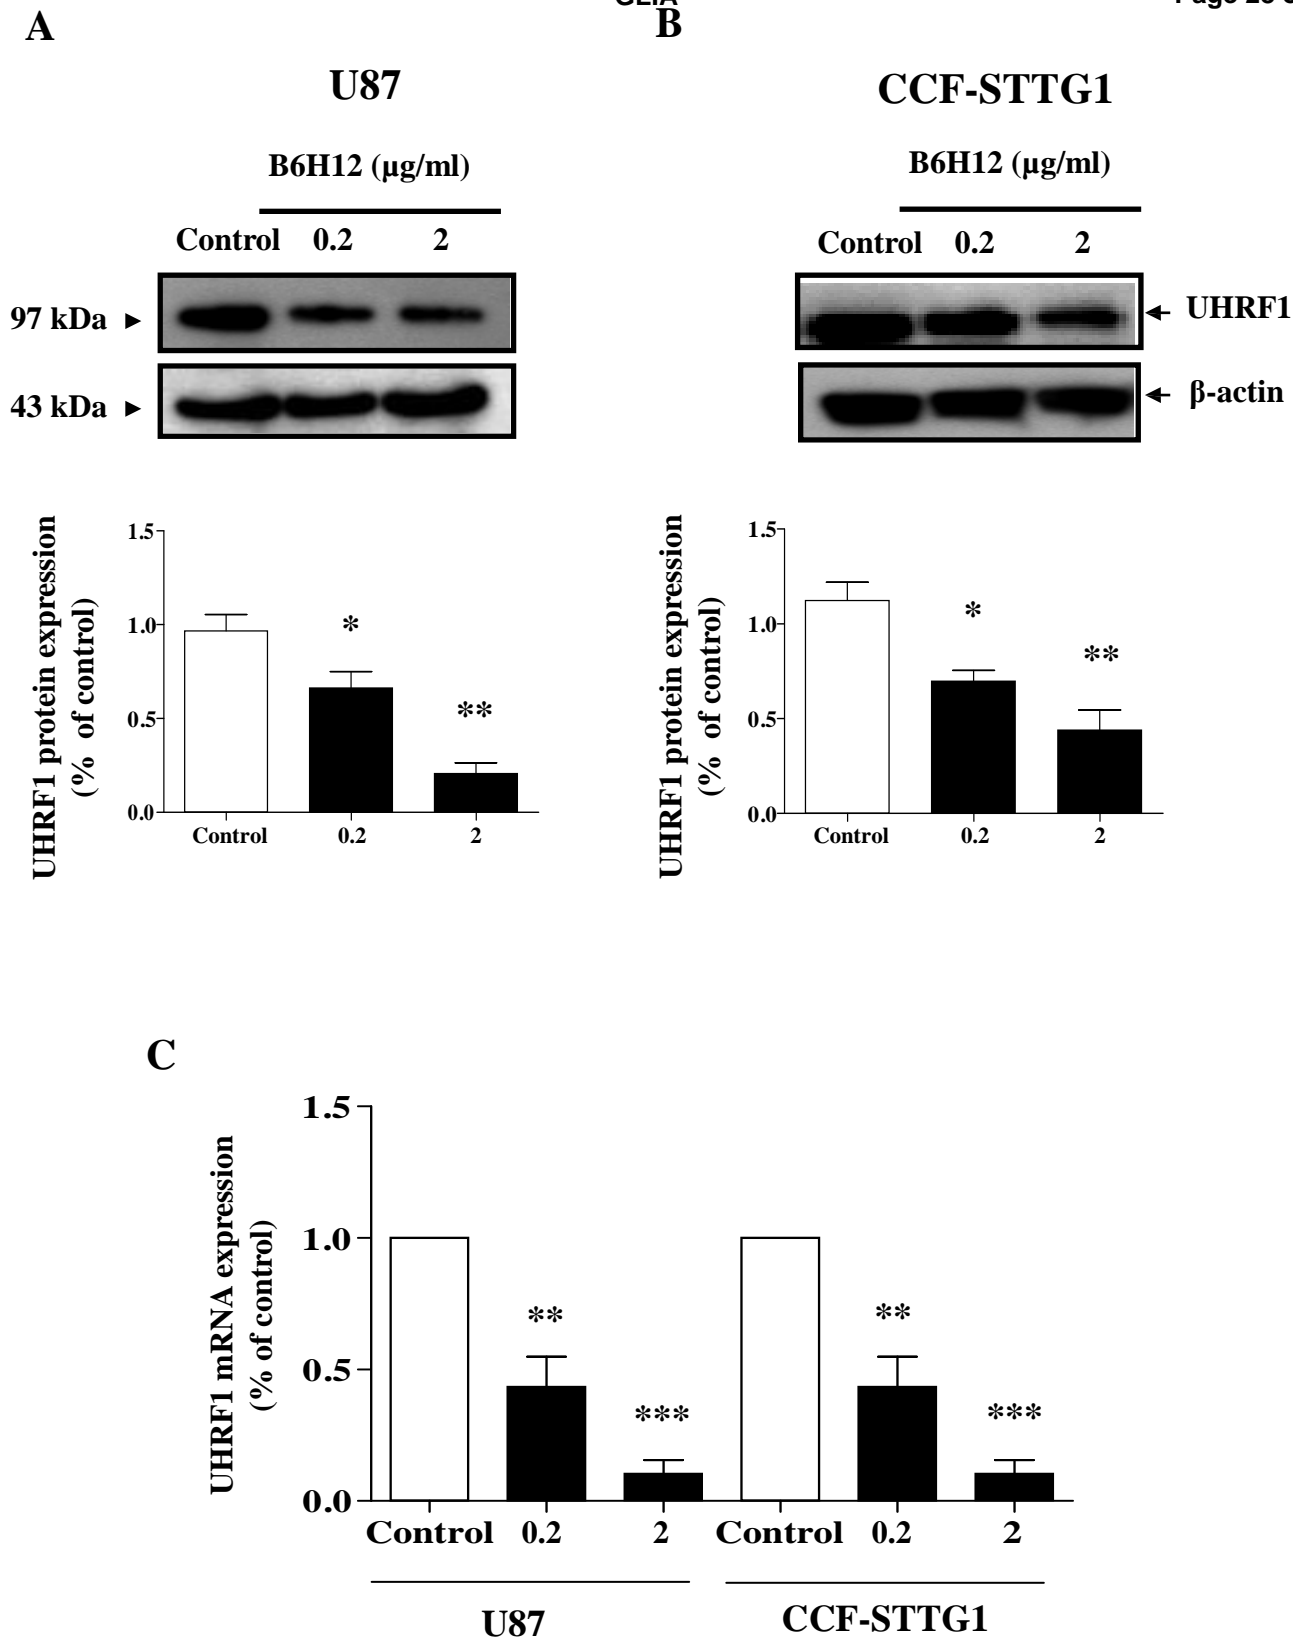 A
B
U87
CCF-STTG1
B6H12 (µg/ml)
B6H12 (µg/ml)
Control 0.2 2
Control 0.2 2
97 kDa
UHRF1
43 kDa
β-actin
UHRF1 protein expression
(% of control)
1.5
1.0
0.5
0.0
*
**
Control 0.2 2
UHRF1 protein expression
(% of control)
1.5
1.0
0.5
0.0
*
**
Control 0.2 2
C
UHRF1 mRNA expression
(% of control)
1.5
1.0
0.5
0.0
**
***
**
***
Control 0.2 2 Control 0.2 2
U87
CCF-STTG1